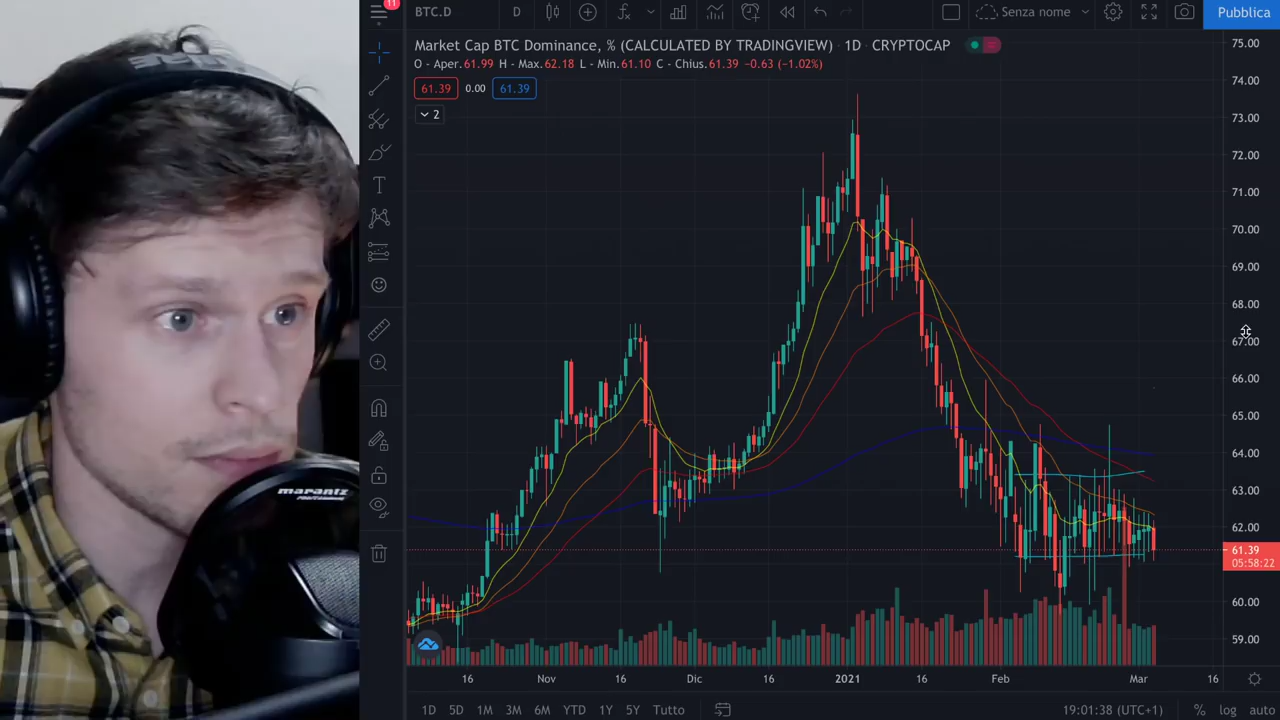 11
BTC.D D fx Senza nome Pubblica
Market Cap BTC Dominance, % (CALCULATED BY TRADINGVIEW) · 1D · CRYPTOCAP
O - Aper.61.99 H - Max.62.18 L - Min.61.10 C - Chius.61.39 −0.63 (−1.02%)
61.39 0.00 61.39
2
75.00
74.00
73.00
72.00
71.00
70.00
69.00
68.00
67.00
66.00
65.00
64.00
63.00
62.00
61.39
05:58:22
60.00
59.00
marantz
16 Nov 16 Dic 16 2021 16 Feb Mar 16
1D 5D 1M 3M 6M YTD 1Y 5Y Tutto 19:01:38 (UTC+1) % log auto